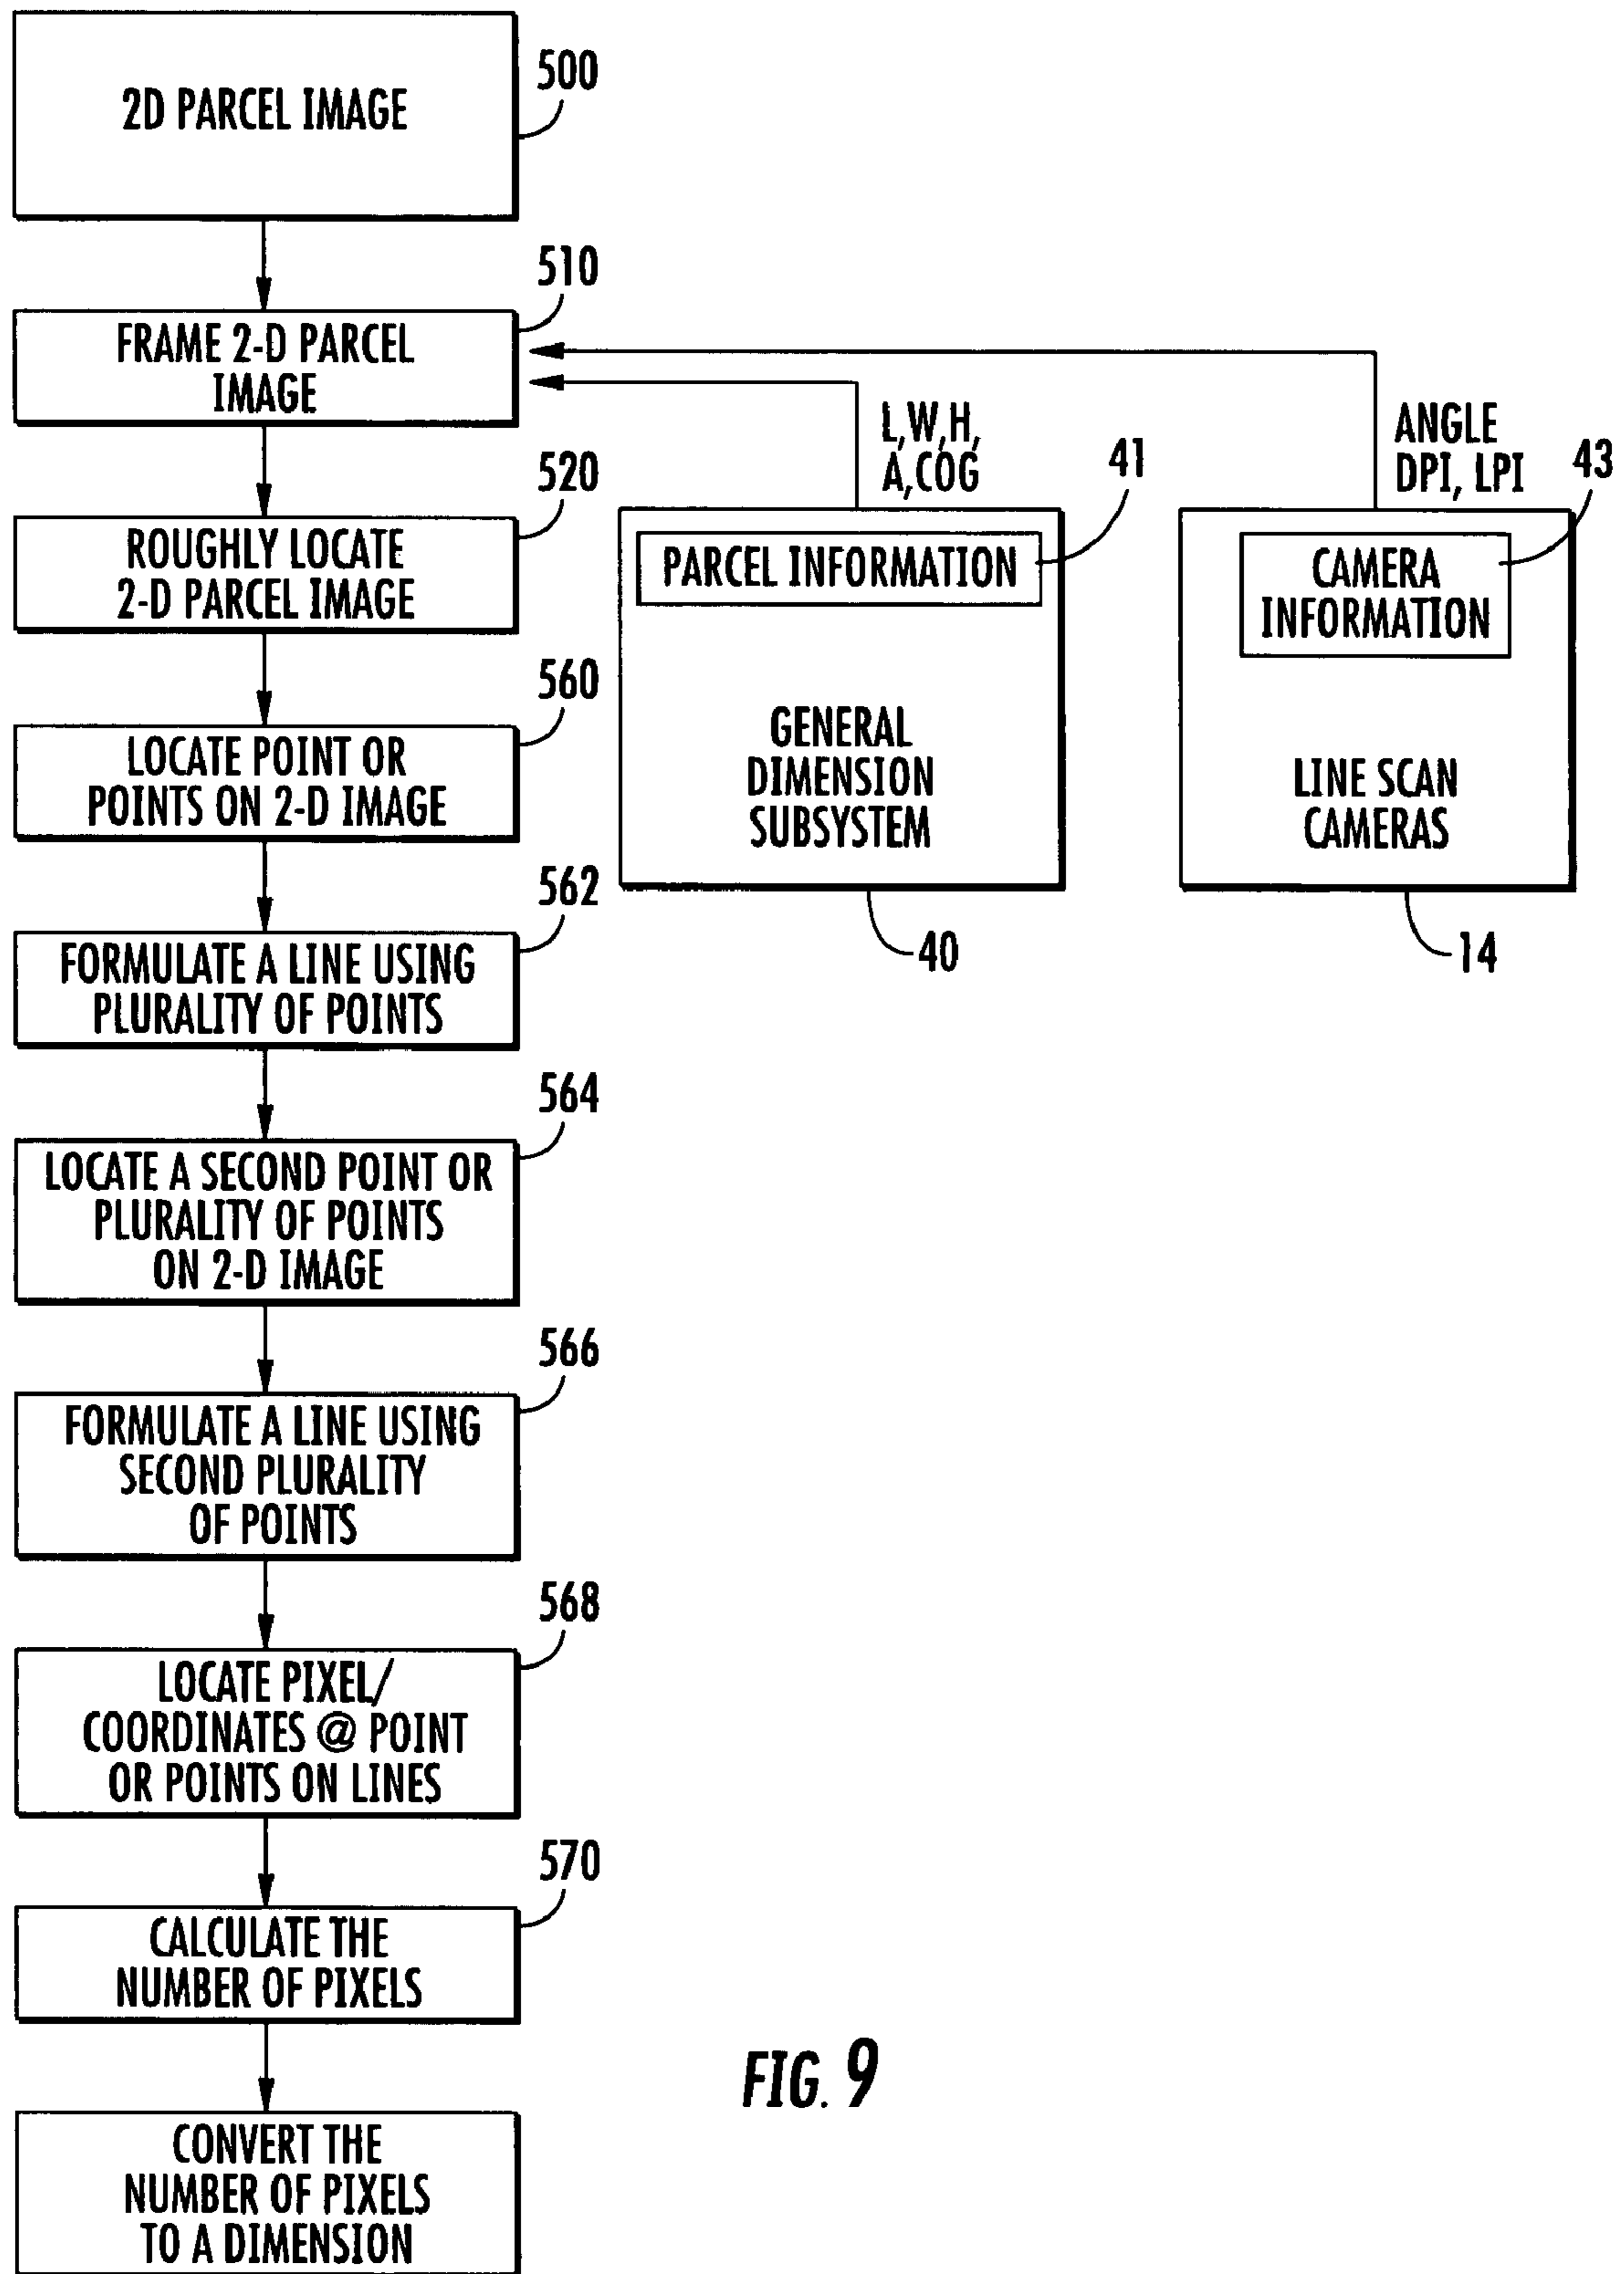 2D PARCEL IMAGE
500
510
FRAME 2-D PARCEL
IMAGE
L,W,H,
A,COG
ANGLE
DPI, LPI
41
43
520
ROUGHLY LOCATE
2-D PARCEL IMAGE
PARCEL INFORMATION
CAMERA
INFORMATION
GENERAL
DIMENSION
SUBSYSTEM
LINE SCAN
CAMERAS
40
14
560
LOCATE POINT OR
POINTS ON 2-D IMAGE
562
FORMULATE A LINE USING
PLURALITY OF POINTS
564
LOCATE A SECOND POINT OR
PLURALITY OF POINTS
ON 2-D IMAGE
566
FORMULATE A LINE USING
SECOND PLURALITY
OF POINTS
568
LOCATE PIXEL/
COORDINATES @ POINT
OR POINTS ON LINES
570
CALCULATE THE
NUMBER OF PIXELS
CONVERT THE
NUMBER OF PIXELS
TO A DIMENSION
FIG. 9